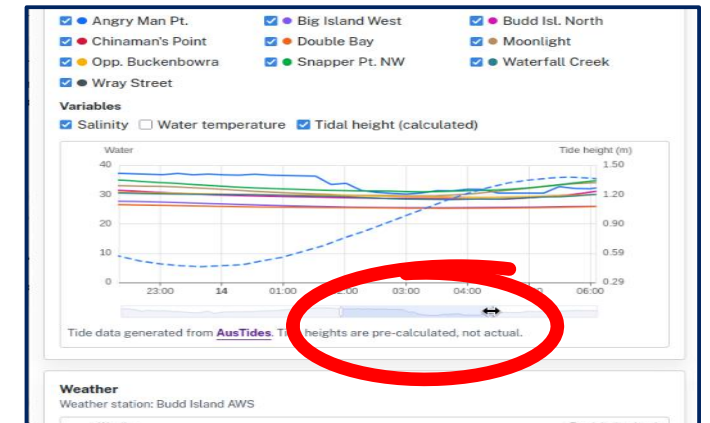 Angry Man Pt. Big Island West Budd Isl. North
Chinaman's Point Double Bay Moonlight
Opp. Buckenbowra Snapper Pt. NW Waterfall Creek
Wray Street
Variables
Salinity Water temperature Tidal height (calculated)
Water Tide height (m)
40 1.50
30 1.20
20 0.90
10 0.59
0 0.29
23:00 14 01:00 03:00 04:00 06:00
Tide data generated from AusTides. heights are pre-calculated, not actual.
Weather
Weather station: Budd Island AWS